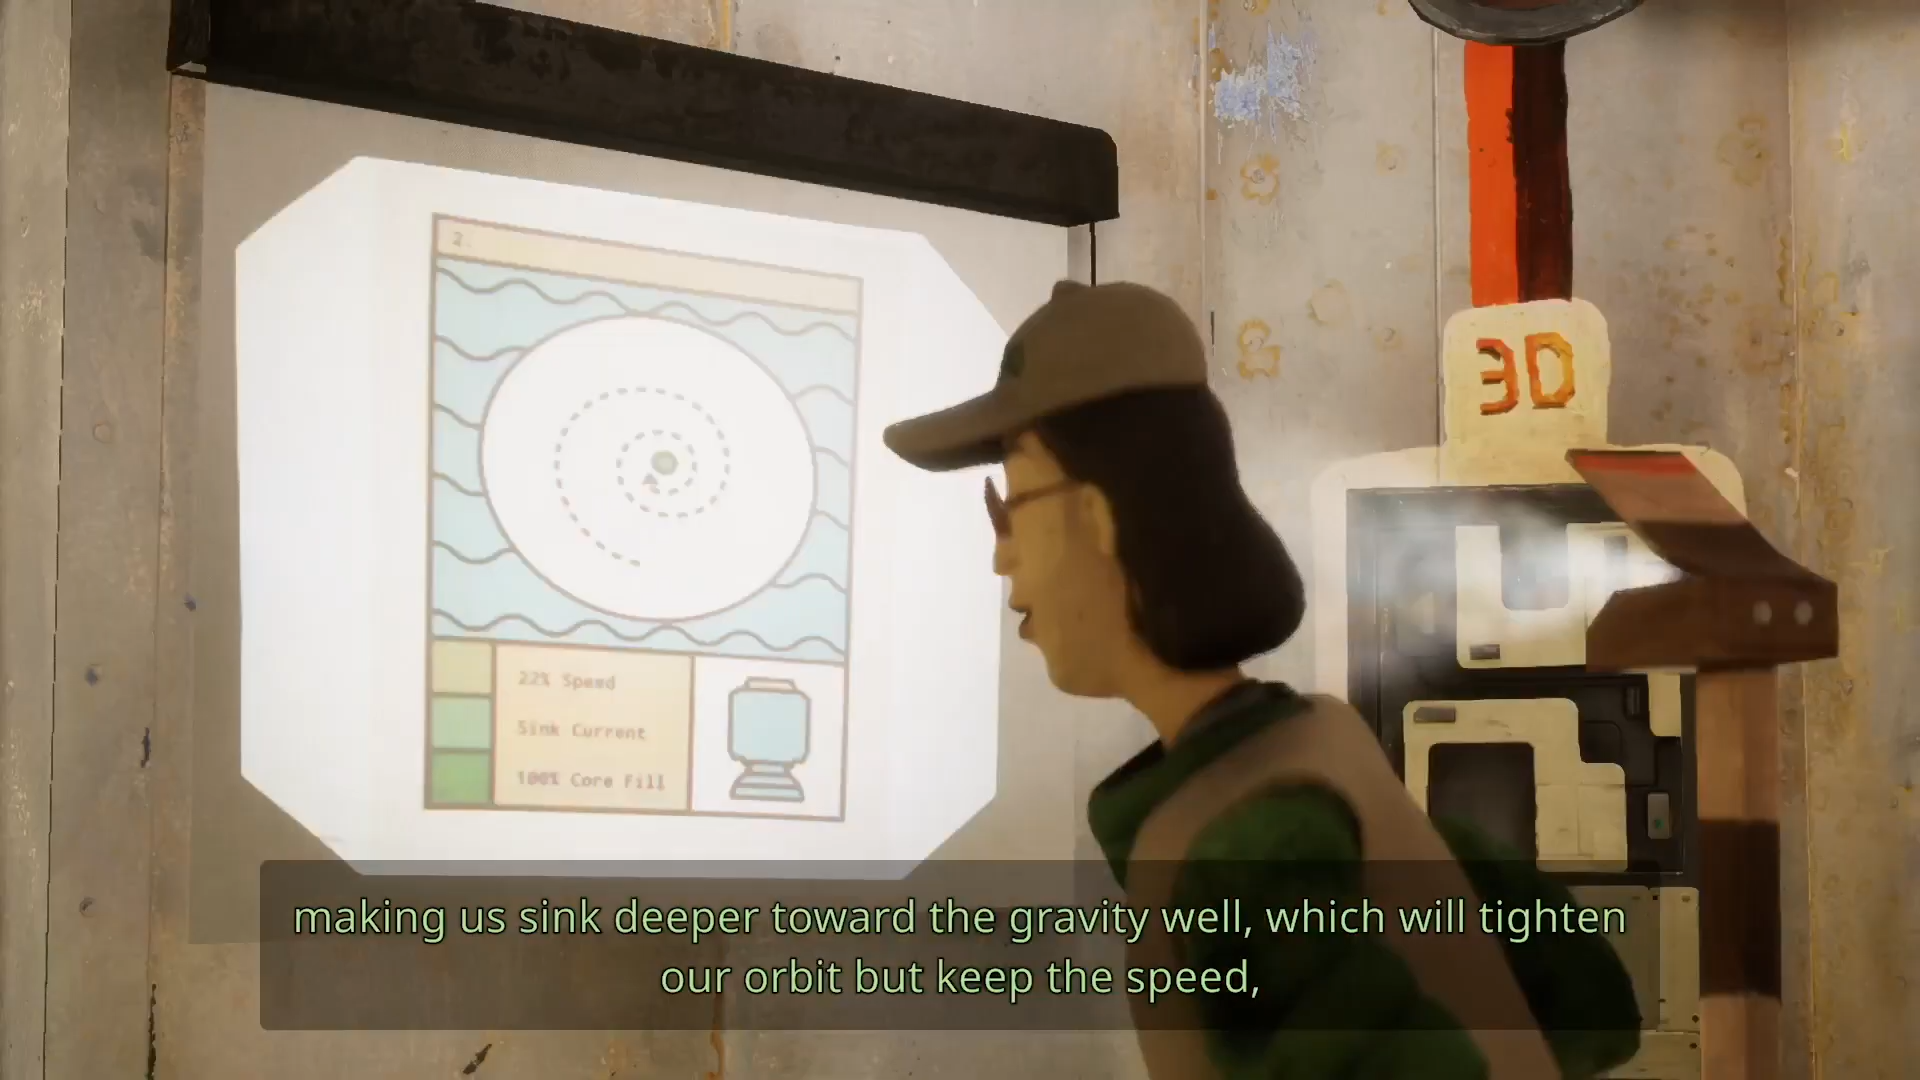 2.
22% Speed
Sink Current
100% Core Fill
3D
making us sink deeper toward the gravity well, which will tighten
our orbit but keep the speed,